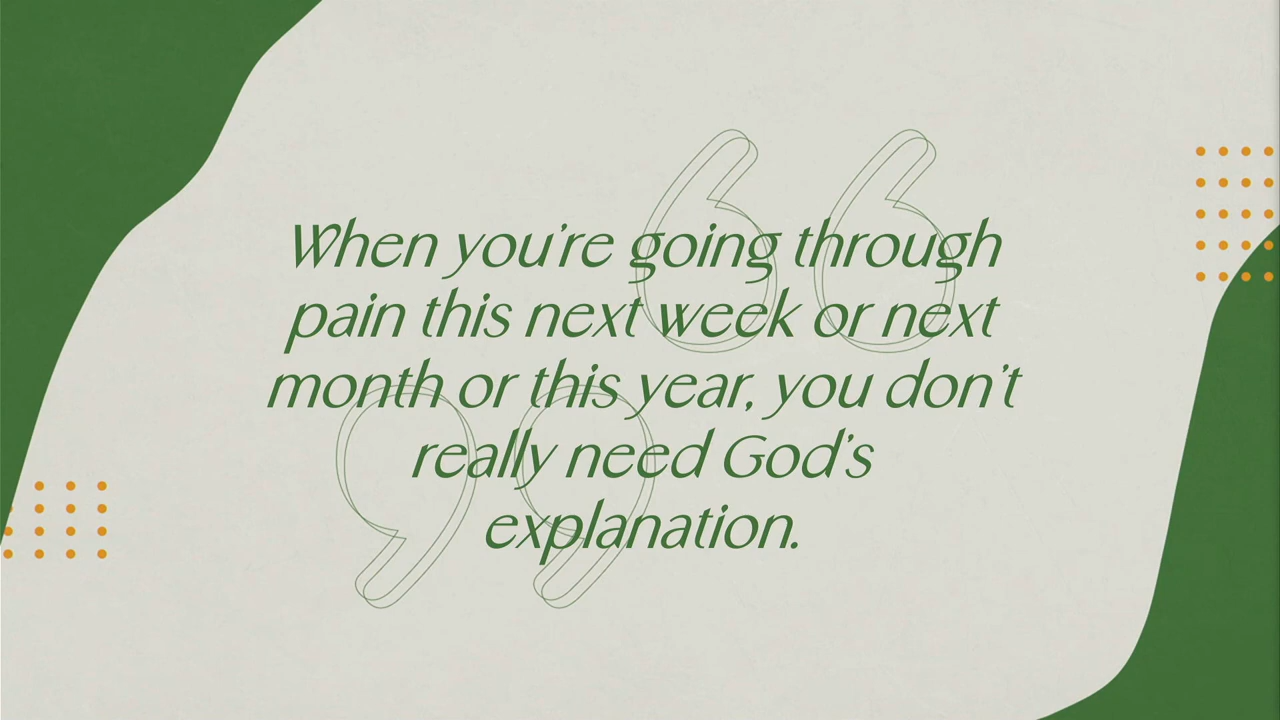 When you're going through
pain this next week or next
month or this year, you don't
really need God's
explanation.